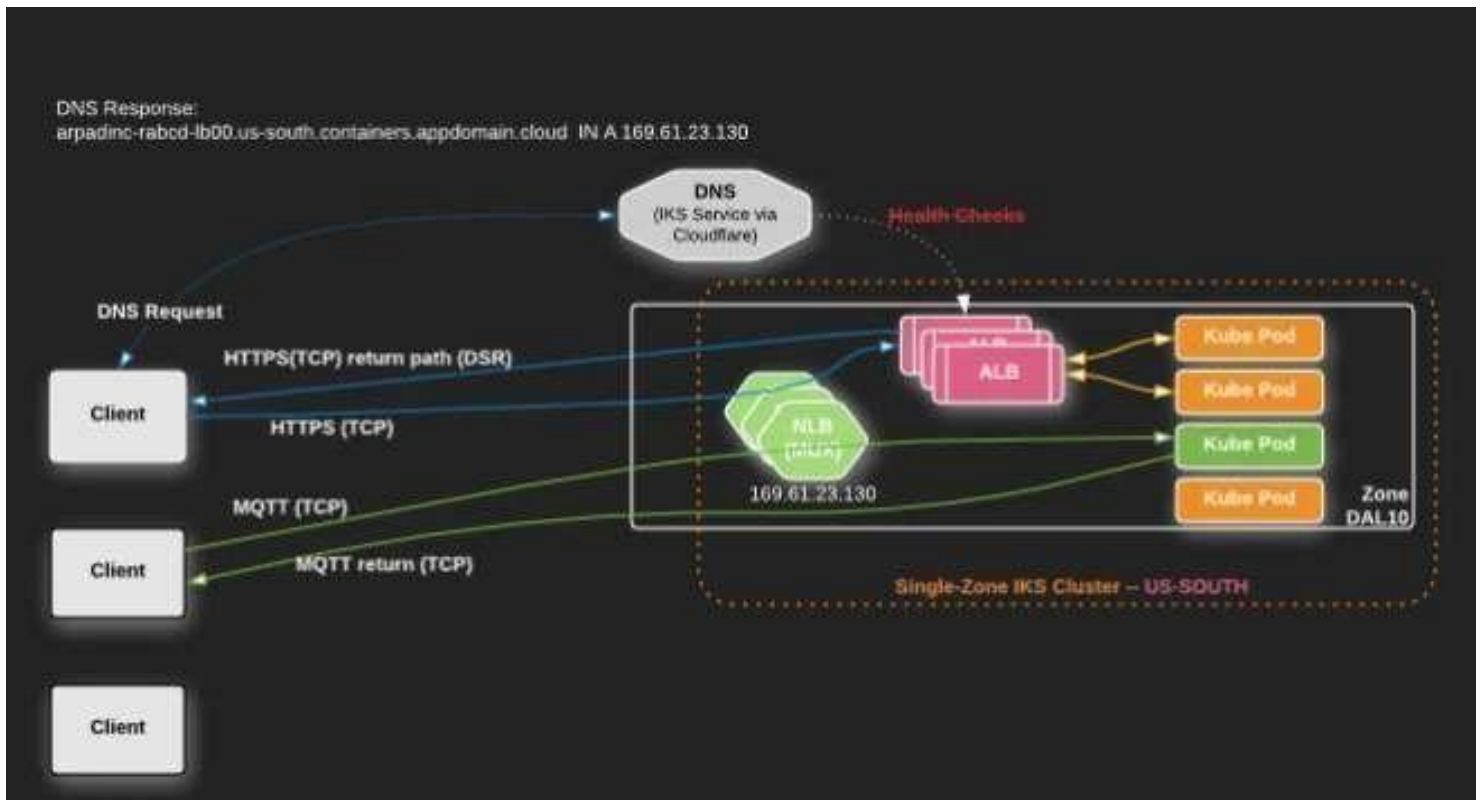 DNS Response:
arpadinc-rabcd-lb00.us-south.containers.appdomain.cloud IN A 169.61.23.130
DNS
(IKS Service via
Cloudflare)
Health Checks
DNS Request
HTTPS(TCP) return path (DSR)
Client
HTTPS (TCP)
ALB
ALB
Kube Pod
Kube Pod
Kube Pod
Kube Pod
NLB
(MUX)
169.61.23.130
Zone
DAL10
MQTT (TCP)
Client
MQTT return (TCP)
Single-Zone IKS Cluster – US-SOUTH
Client